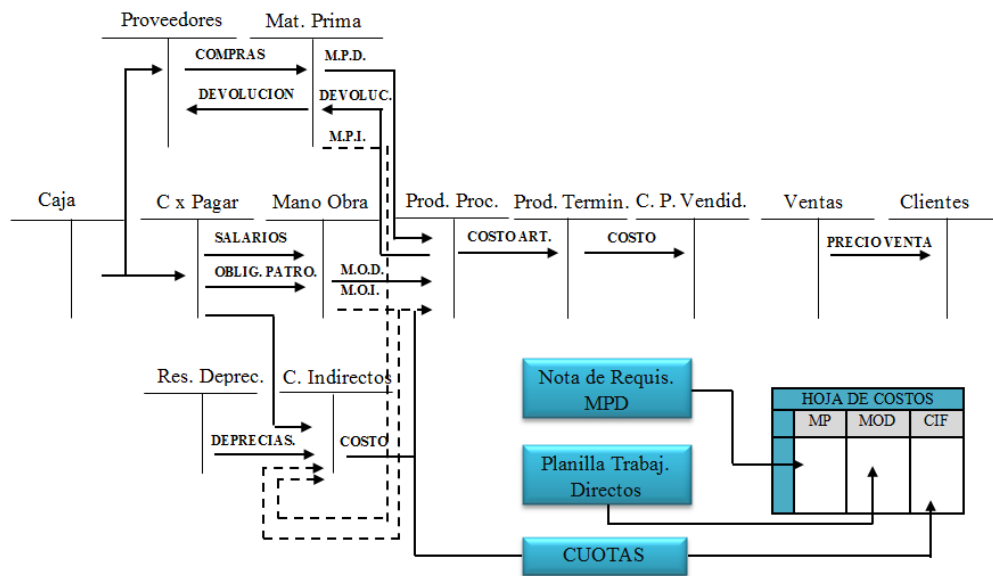 Proveedores
Mat. Prima
COMPRAS
M.P.D.
DEVOLUCION
DEVOLUC.
M.P.I.
Caja
C x Pagar
Mano Obra
Prod. Proc.
Prod. Termin.
C. P. Vendid.
Ventas
Clientes
SALARIOS
COSTO ART.
COSTO
PRECIO VENTA
OBLIG. PATRO.
M.O.D.
M.O.I.
Res. Deprec.
C. Indirectos
DEPRECIAS.
COSTO
Nota de Requis.
MPD
HOJA DE COSTOS
MP
MOD
CIF
Planilla Trabaj.
Directos
CUOTAS